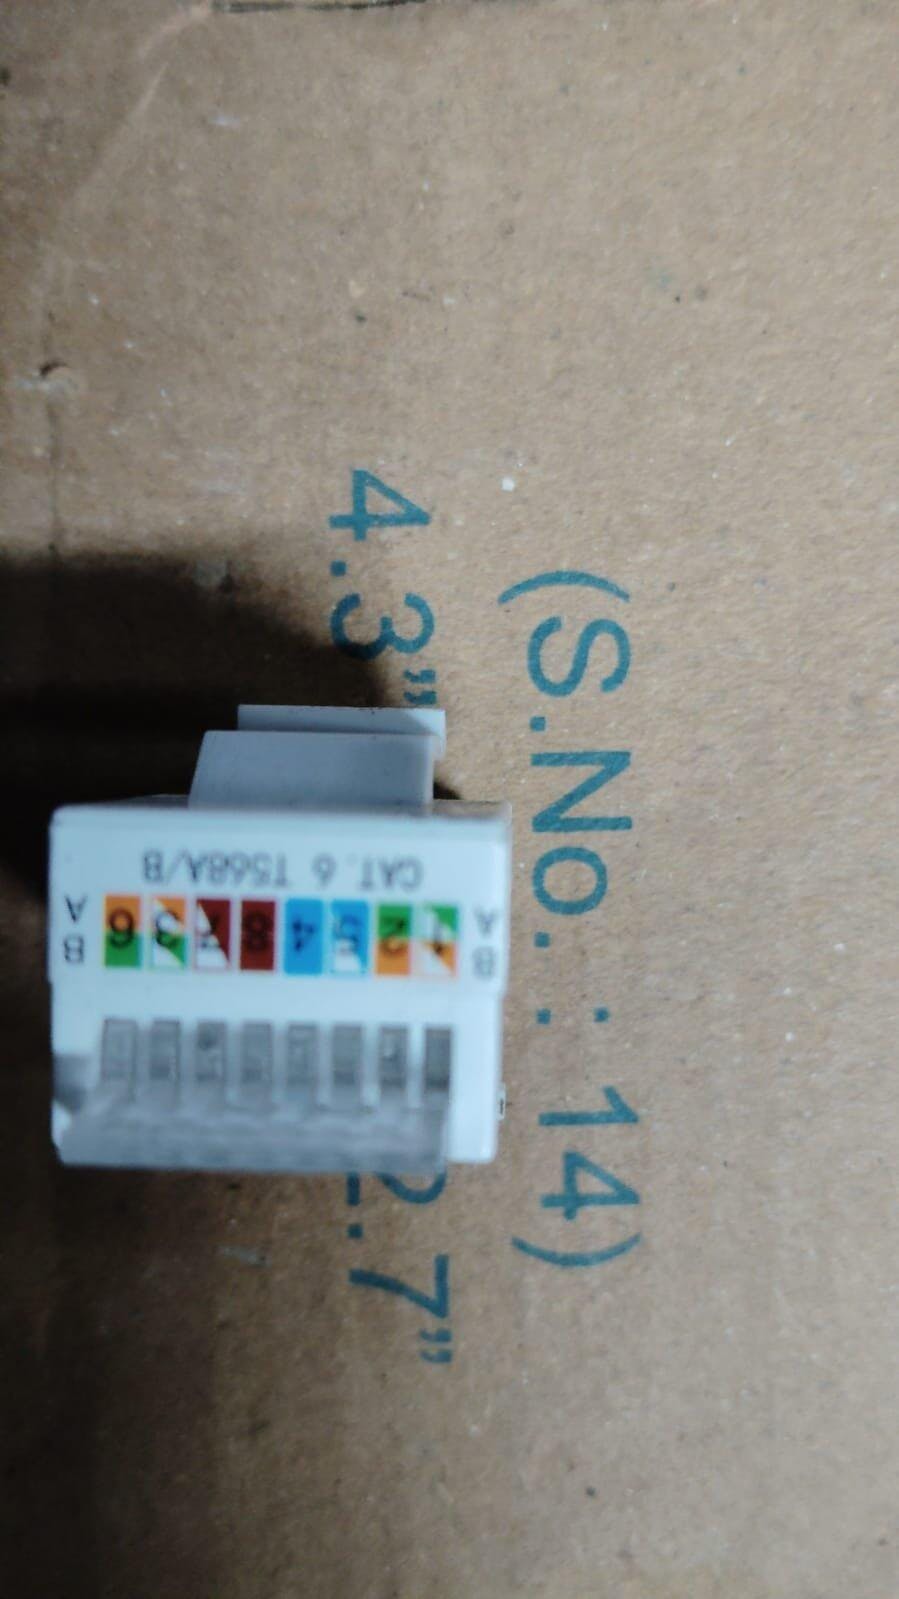 (S.No. : 14)
4.3”
2.7”
CAT.6 T568A/B
B 1 2 5 4 8 7 3 6 B
A A